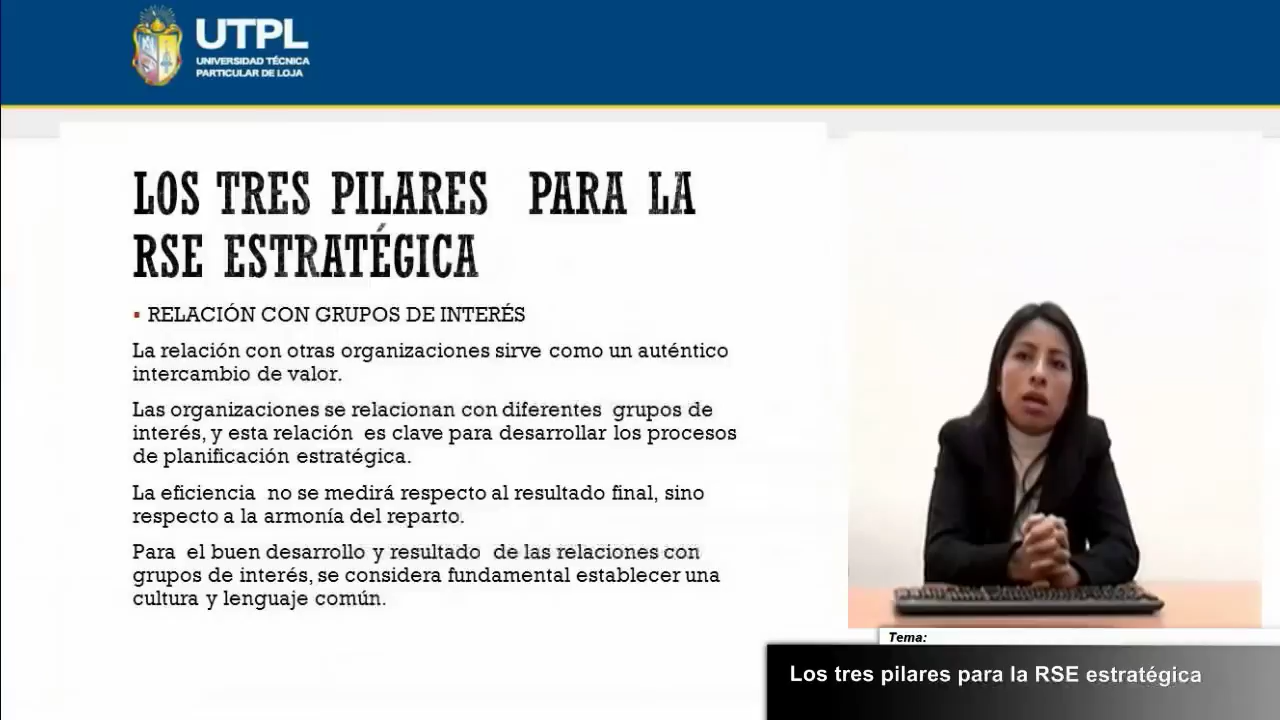 UTPL
UNIVERSIDAD TÉCNICA
PARTICULAR DE LOJA
LOS TRES PILARES PARA LA
RSE ESTRATÉGICA
▪ RELACIÓN CON GRUPOS DE INTERÉS
La relación con otras organizaciones sirve como un auténtico
intercambio de valor.
Las organizaciones se relacionan con diferentes grupos de
interés, y esta relación es clave para desarrollar los procesos
de planificación estratégica.
La eficiencia no se medirá respecto al resultado final, sino
respecto a la armonía del reparto.
Para el buen desarrollo y resultado de las relaciones con
grupos de interés, se considera fundamental establecer una
cultura y lenguaje común.
Tema:
Los tres pilares para la RSE estratégica